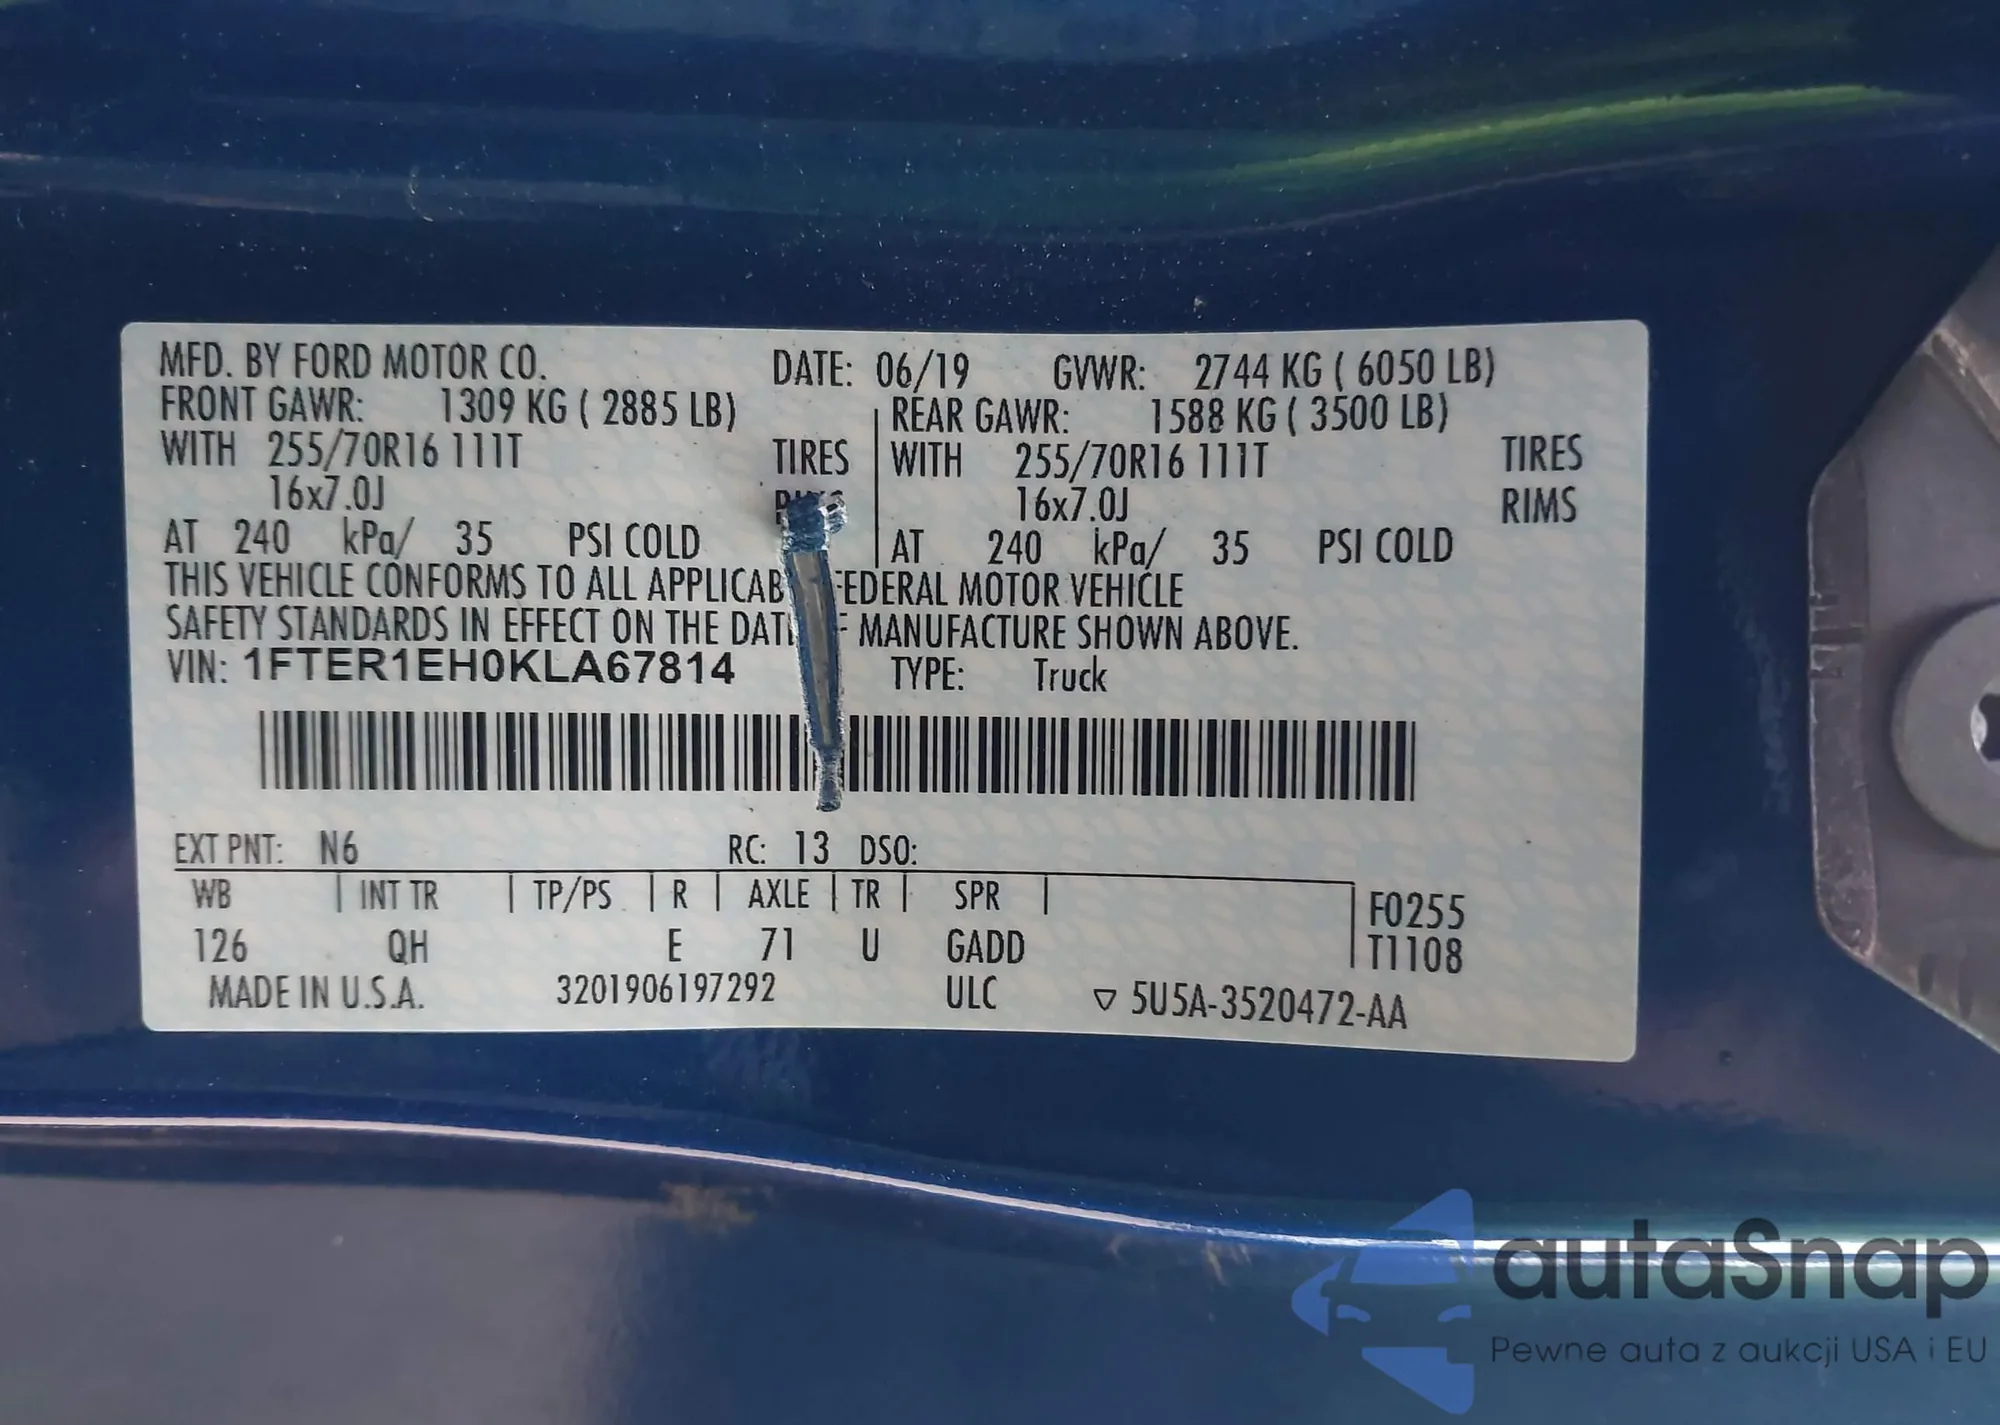 MFD. BY FORD MOTOR CO. DATE: 06/19 GVWR: 2744 KG ( 6050 LB)
FRONT GAWR: 1309 KG ( 2885 LB) REAR GAWR: 1588 KG ( 3500 LB)
WITH 255/70R16 111T TIRES WITH 255/70R16 111T TIRES
16x7.0J 16x7.0J RIMS
AT 240 kPa/ 35 PSI COLD AT 240 kPa/ 35 PSI COLD
THIS VEHICLE CONFORMS TO ALL MOTOR VEHICLE
SAFETY STANDARDS IN EFFECT ON THE MANUFACTURE SHOWN ABOVE.
VIN: 1FTER1EH0KLA67814 TYPE: Truck
EXT PNT: N6 RC: 13 DSO:
WB INT TR TP/PS R AXLE TR SPR F0255
126 QH E 71 U GADD T1108
MADE IN U.S.A. 3201906197292 ULC ▽ 5U5A-3520472-AA
autaSnap
Pewne auta z aukcji USA i EU